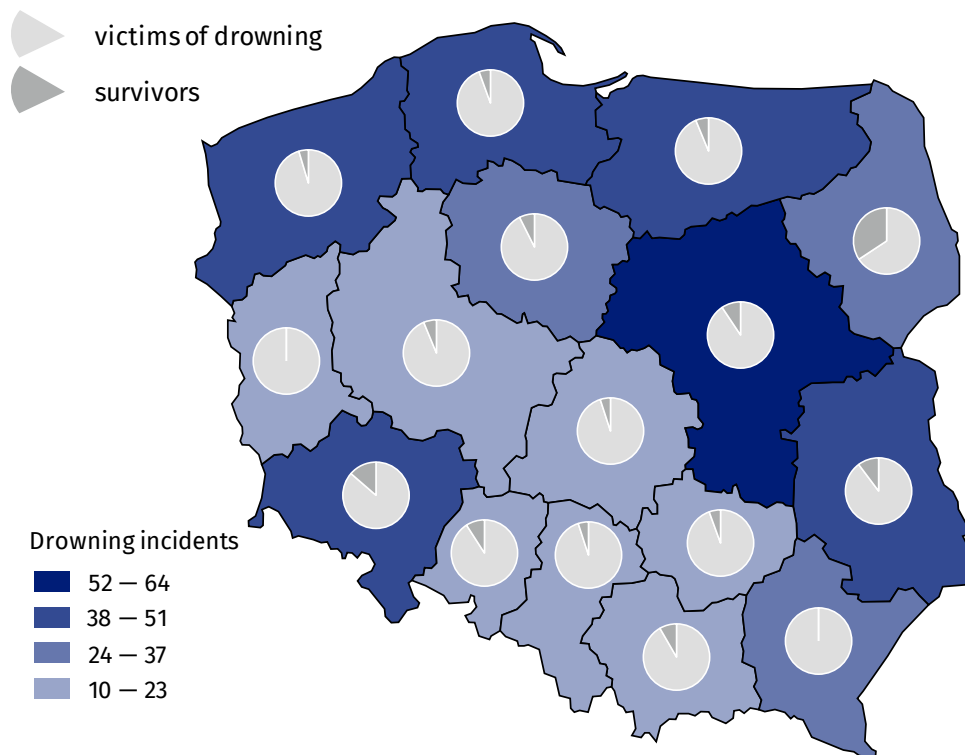 victims of drowning
survivors
Drowning incidents
52 — 64
38 — 51
24 — 37
10 — 23